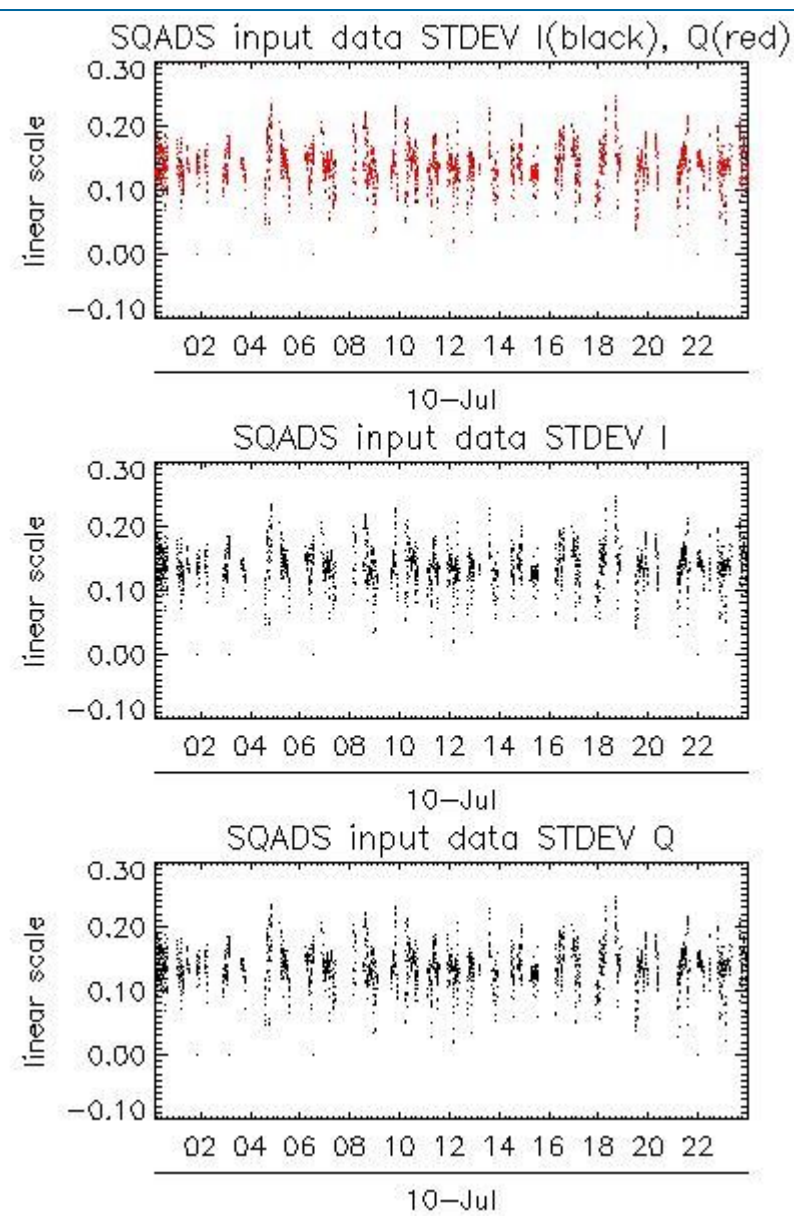 SQADS input data STDEV I(black), Q(red)
0.30
0.20
0.10
0.00
-0.10
linear scale
02 04 06 08 10 12 14 16 18 20 22
10-Jul
SQADS input data STDEV I
0.30
0.20
0.10
0.00
-0.10
linear scale
02 04 06 08 10 12 14 16 18 20 22
10-Jul
SQADS input data STDEV Q
0.30
0.20
0.10
0.00
-0.10
linear scale
02 04 06 08 10 12 14 16 18 20 22
10-Jul